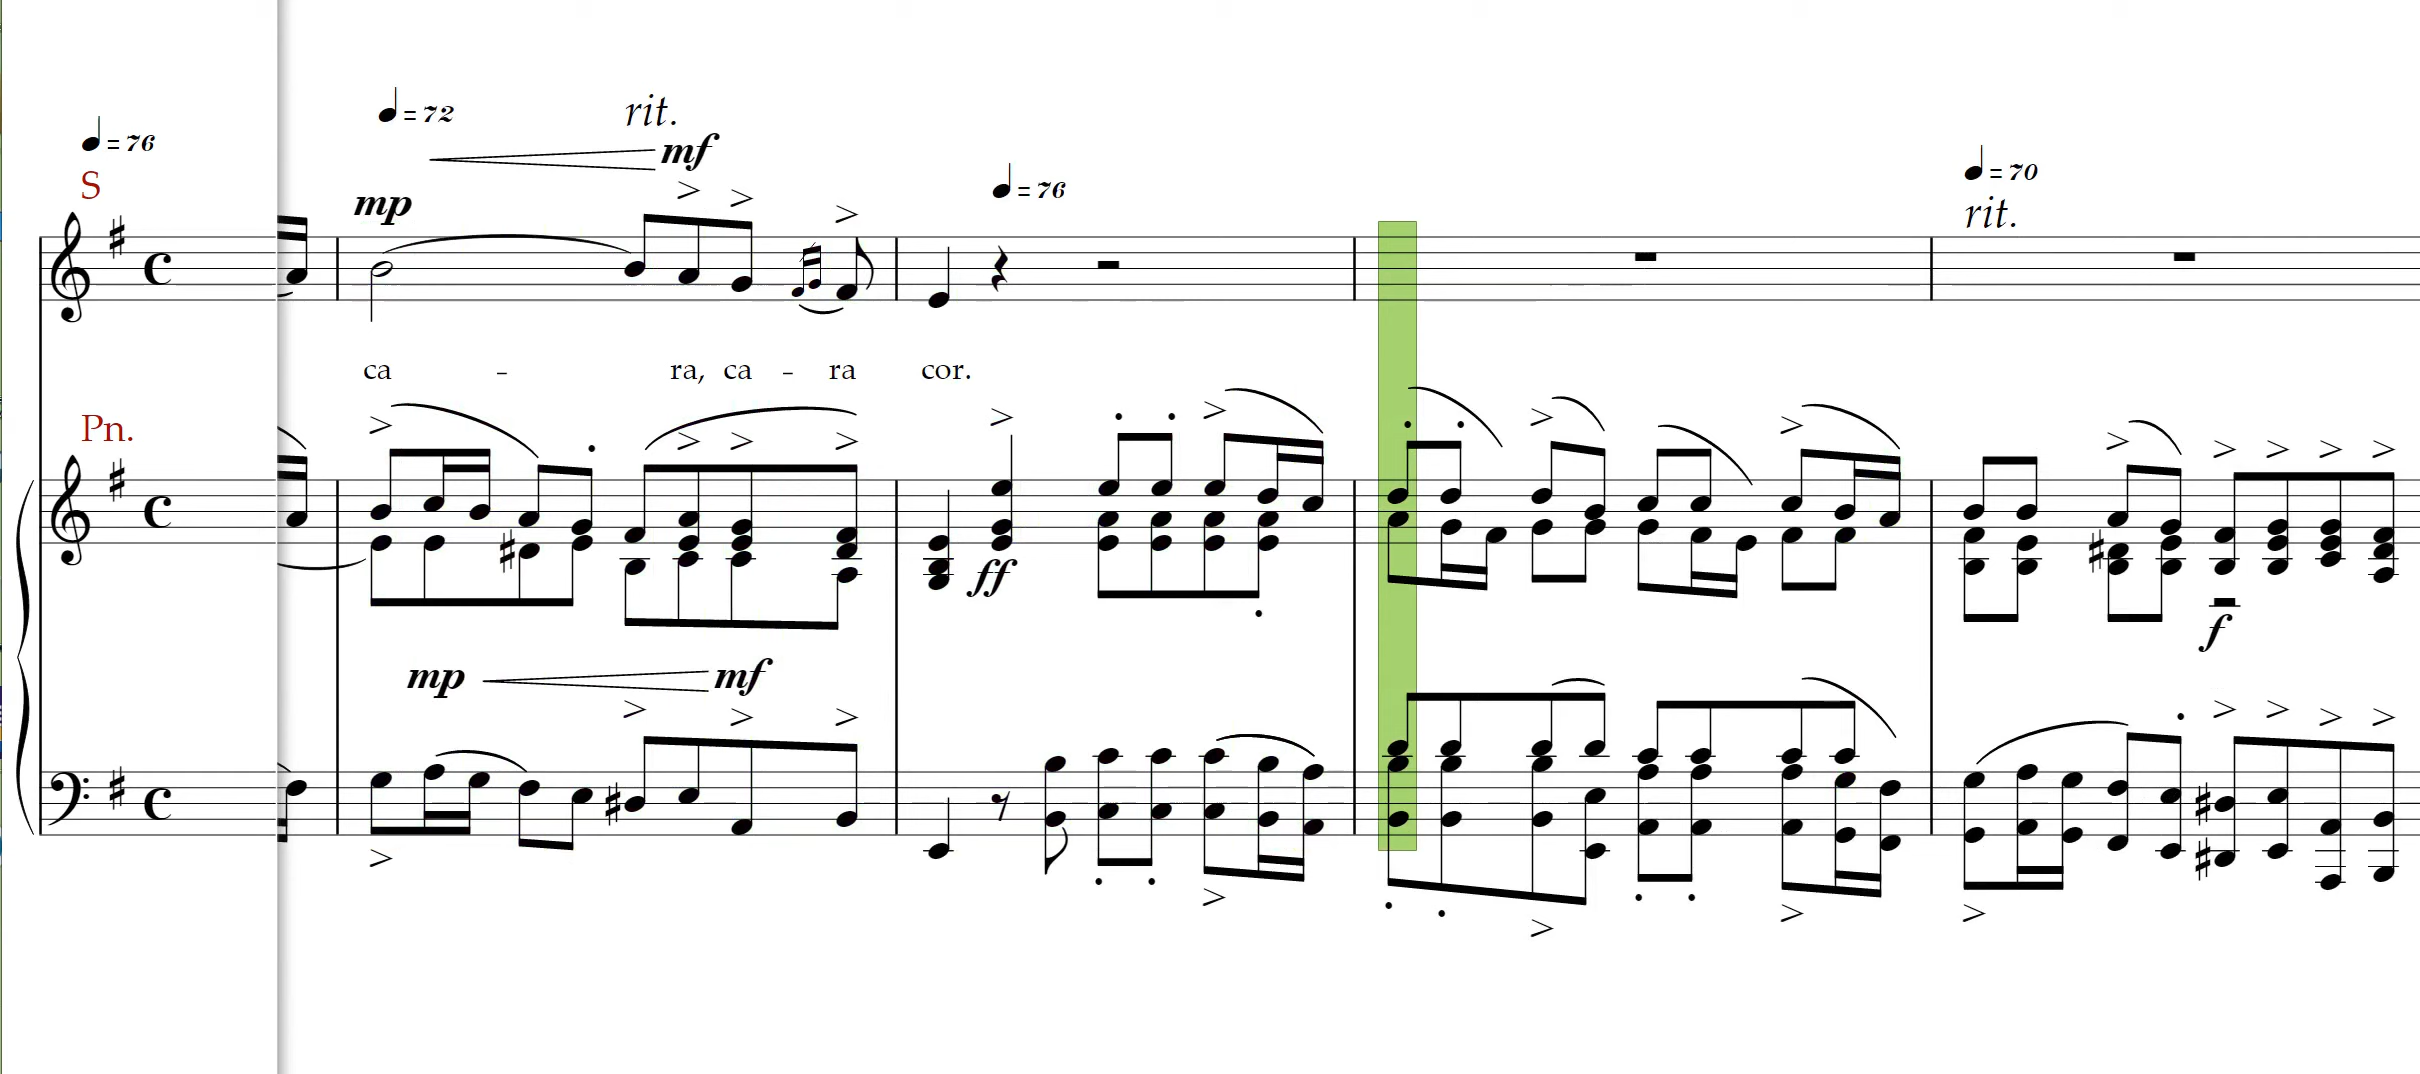 ♩= 76
♩= 72
rit.
mf
S
mp
♩= 76
♩= 70
rit.
ca - ra, ca - ra cor.
Pn.
ff
f
mp mf